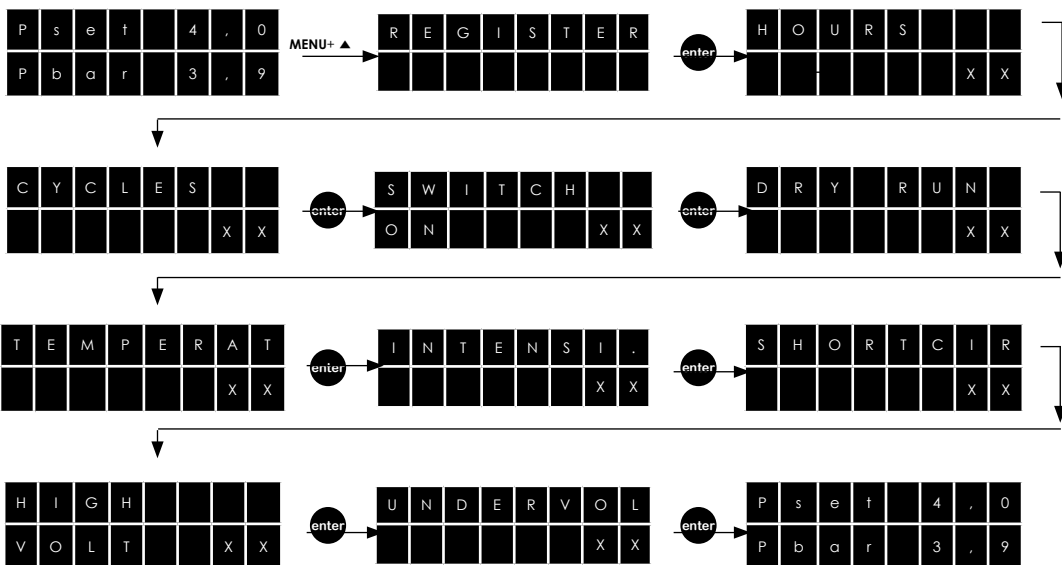 Pset 4,0
Pbar 3,9
MENU+ ▲
REGISTER
enter
HOURS
XX
CYCLES
XX
enter
SWITCH
ON XX
enter
DRY RUN
XX
TEMPERAT
XX
enter
INTENSI.
XX
enter
SHORTCIR
XX
HIGH
VOLT XX
enter
UNDERVOL
XX
enter
Pset 4,0
Pbar 3,9